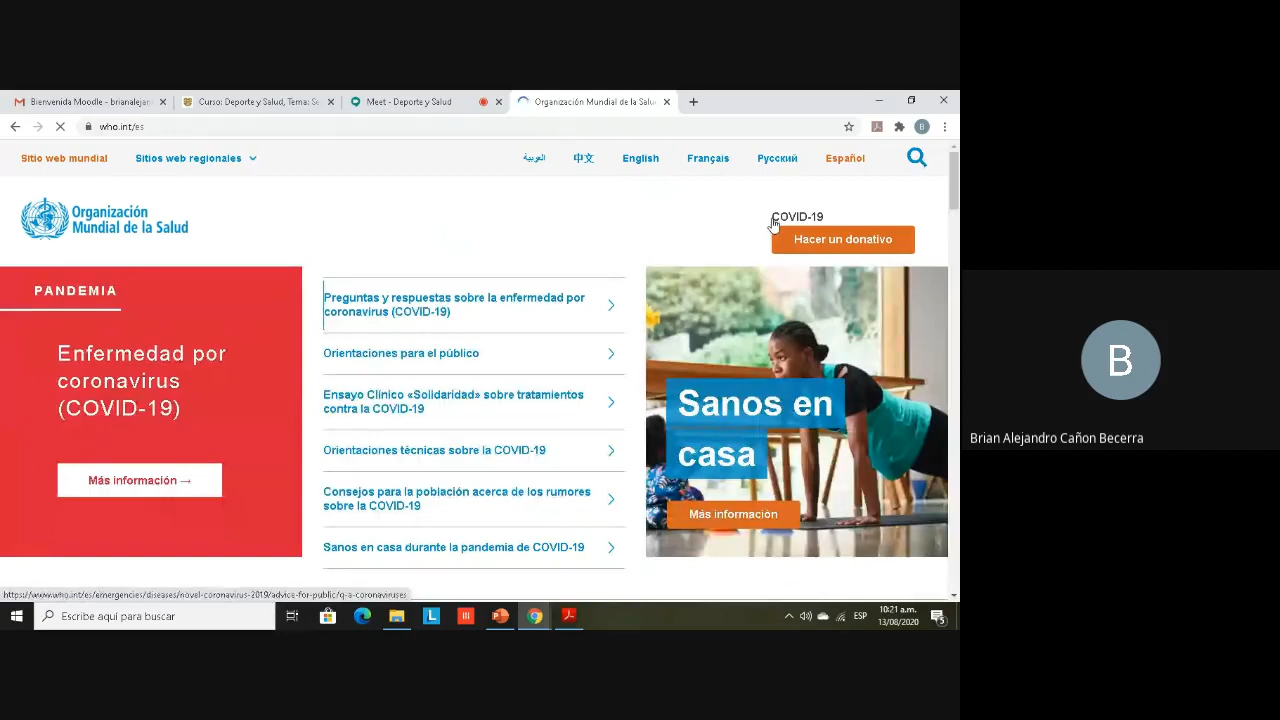 Bienvenida Moodle - brianalejan
Curso: Deporte y Salud, Tema: Se
Meet - Deporte y Salud
Organización Mundial de la Salu
who.int/es
B
Sitio web mundial
Sitios web regionales
العربية
中文
English
Français
Русский
Español
Organización
Mundial de la Salud
COVID-19
Hacer un donativo
PANDEMIA
Enfermedad por
coronavirus
(COVID-19)
Más información →
Preguntas y respuestas sobre la enfermedad por
coronavirus (COVID-19)
Orientaciones para el público
Ensayo Clínico «Solidaridad» sobre tratamientos
contra la COVID-19
Orientaciones técnicas sobre la COVID-19
Consejos para la población acerca de los rumores
sobre la COVID-19
Sanos en casa durante la pandemia de COVID-19
Sanos en
casa
Más información
B
Brian Alejandro Cañon Becerra
https://www.who.int/es/emergencies/diseases/novel-coronavirus-2019/advice-for-public/q-a-coronaviruses
Escribe aquí para buscar
L
ESP
10:21 a.m.
13/08/2020
5